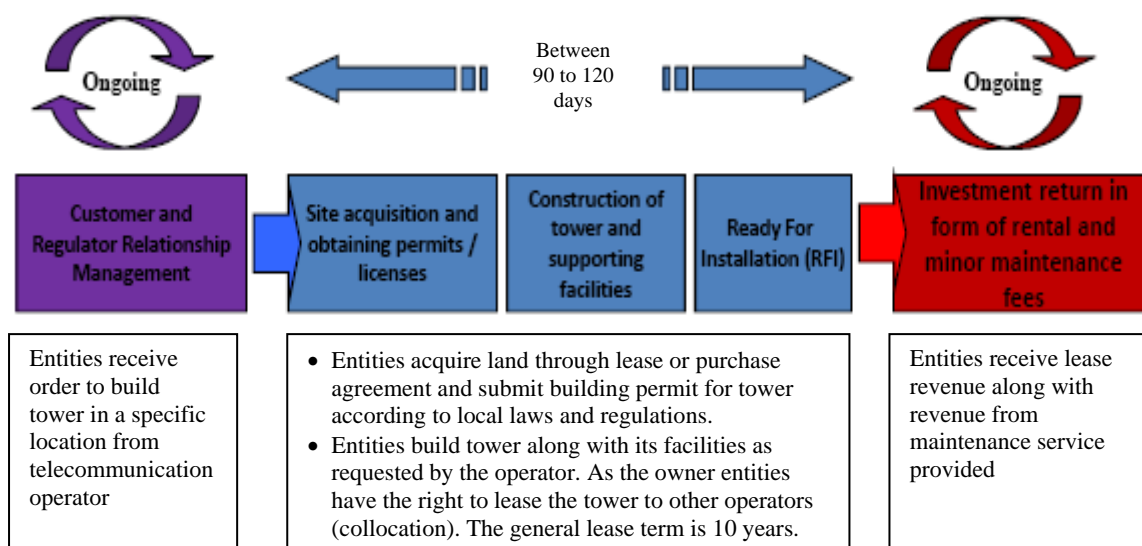 Ongoing
Between
90 to 120
days
Ongoing
Customer and
Regulator Relationship
Management
Site acquisition and
obtaining permits /
licenses
Construction of
tower and
supporting
facilities
Ready For
Installation (RFI)
Investment return in
form of rental and
minor maintenance
fees
Entities receive
order to build
tower in a specific
location from
telecommunication
operator
• Entities acquire land through lease or purchase
agreement and submit building permit for tower
according to local laws and regulations.
• Entities build tower along with its facilities as
requested by the operator. As the owner entities
have the right to lease the tower to other operators
(collocation). The general lease term is 10 years.
Entities receive lease
revenue along with
revenue from
maintenance service
provided